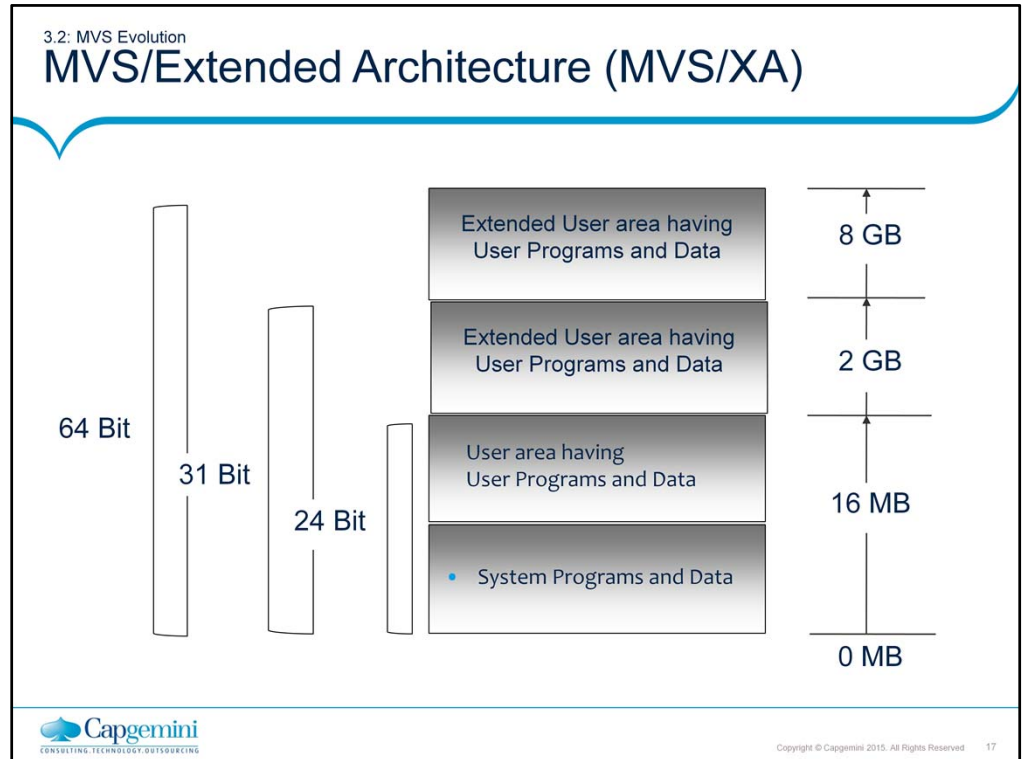 3.2: MVS Evolution
MVS/Extended Architecture (MVS/XA)
Extended User area having
User Programs and Data
8 GB
Extended User area having
User Programs and Data
2 GB
64 Bit
31 Bit
24 Bit
User area having
User Programs and Data
16 MB
• System Programs and Data
0 MB
Capgemini
CONSULTING.TECHNOLOGY.OUTSOURCING
Copyright © Capgemini 2015. All Rights Reserved 17